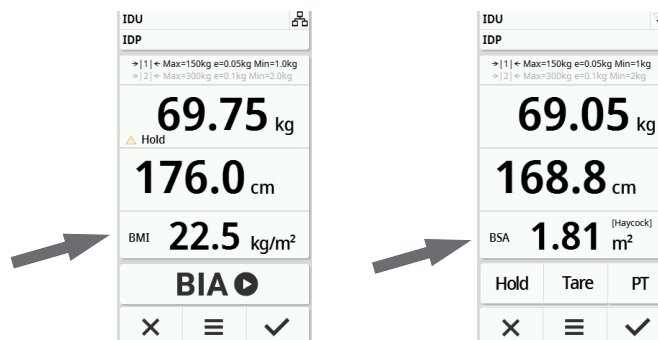 IDU
IDP
→|1|← Max=150kg e=0.05kg Min=1.0kg
→|2|← Max=300kg e=0.1kg Min=2.0kg
69.75 kg
Hold
176.0 cm
BMI 22.5 kg/m²
BIA
IDU
IDP
→|1|← Max=150kg e=0.05kg Min=1kg
→|2|← Max=300kg e=0.1kg Min=2kg
69.05 kg
168.8 cm
[Haycock]
BSA 1.81 m²
Hold Tare PT